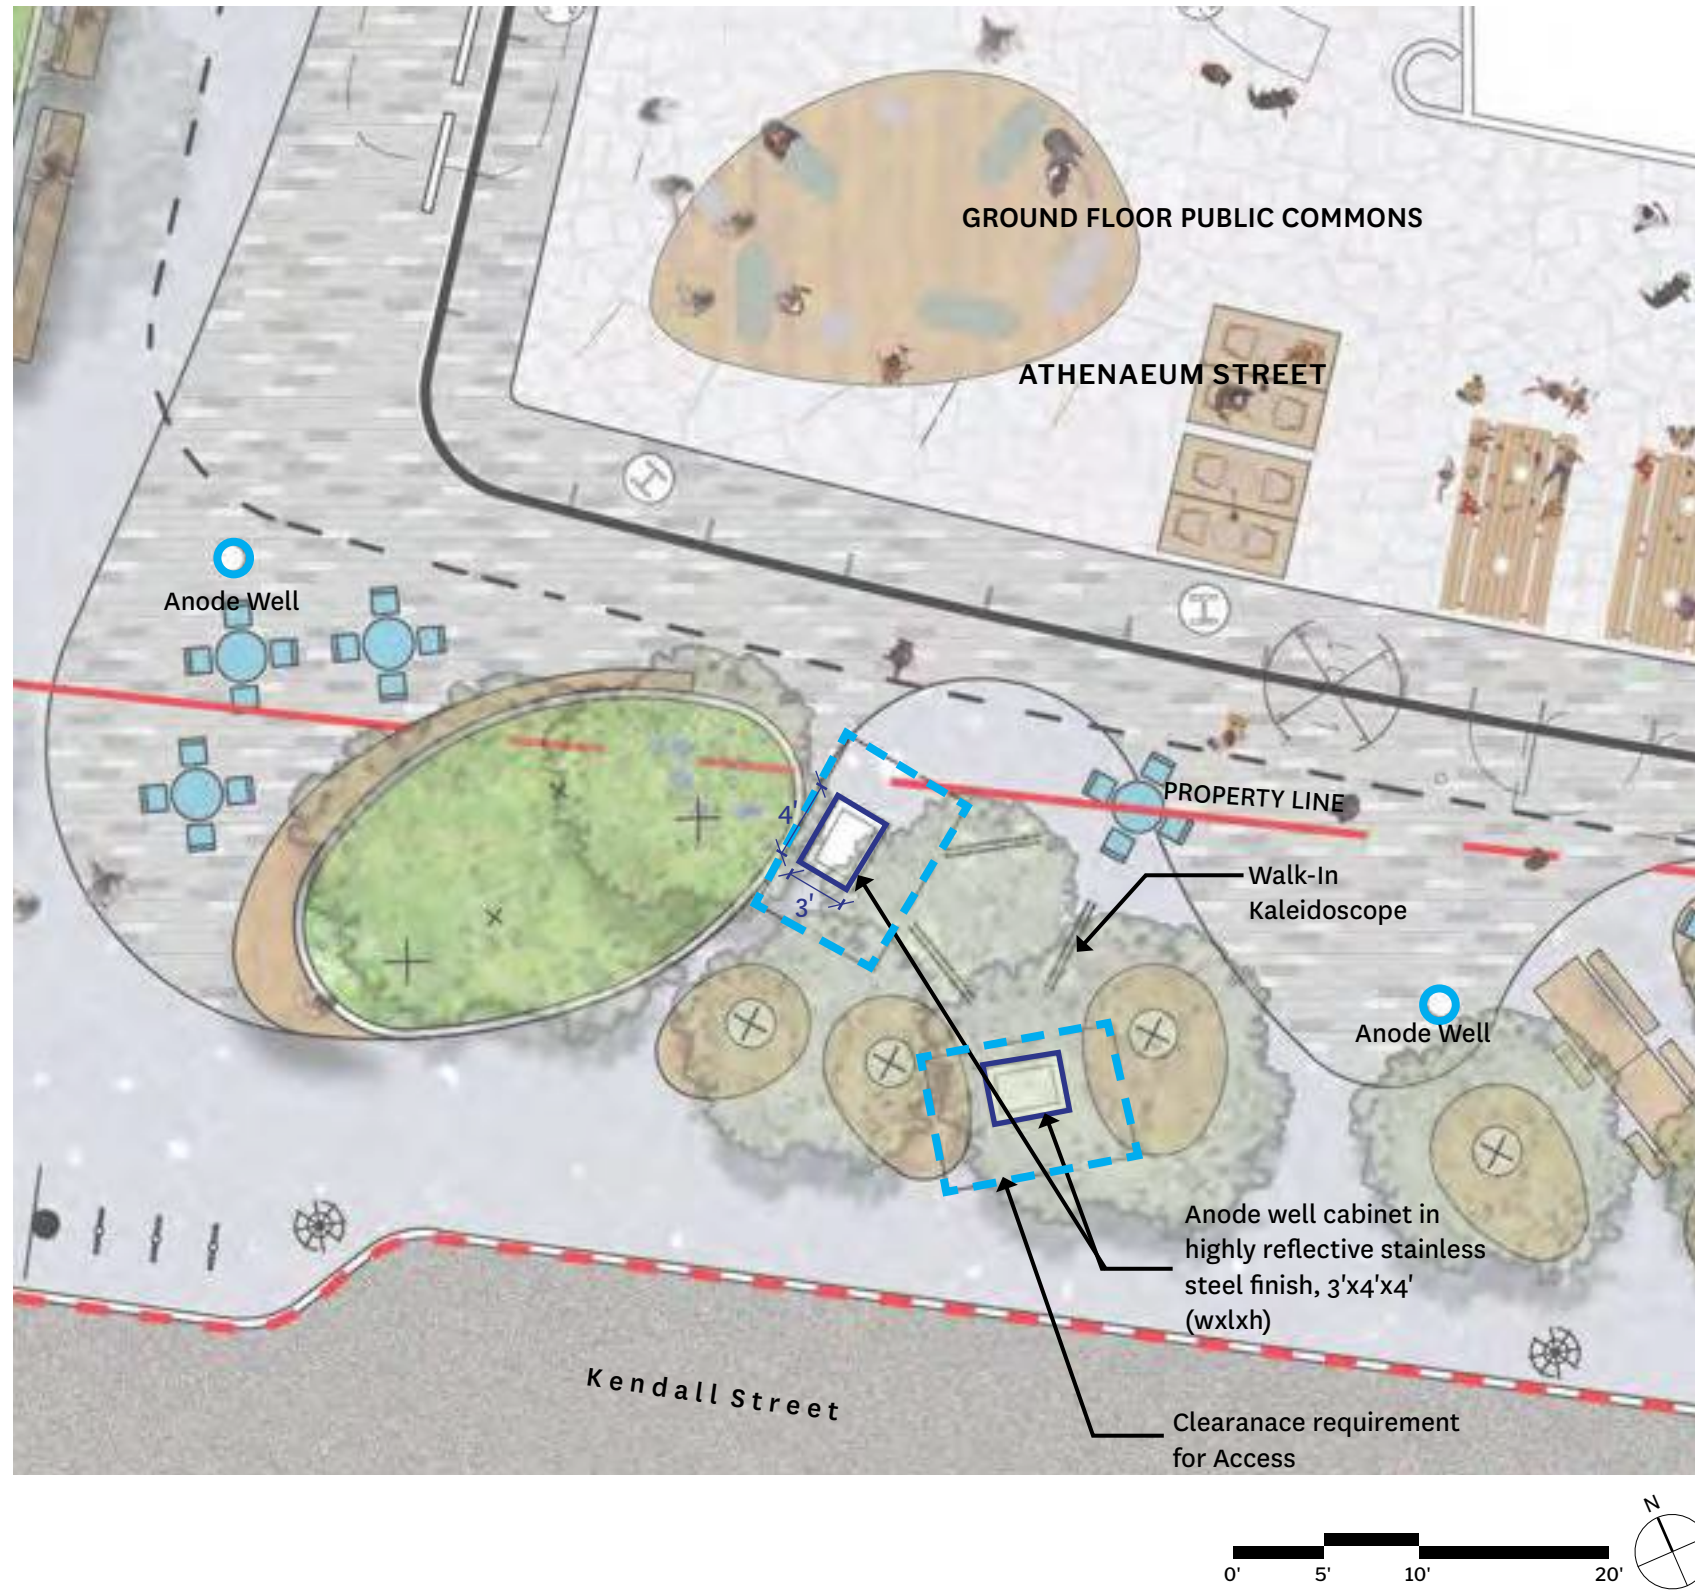 GROUND FLOOR PUBLIC COMMONS
ATHENAEUM STREET
Anode Well
PROPERTY LINE
4'
3'
Walk-In
Kaleidoscope
Anode Well
Anode well cabinet in
highly reflective stainless
steel finish, 3'x4'x4'
(wxlxh)
Kendall Street
Clearanace requirement
for Access
N
0' 5' 10' 20'